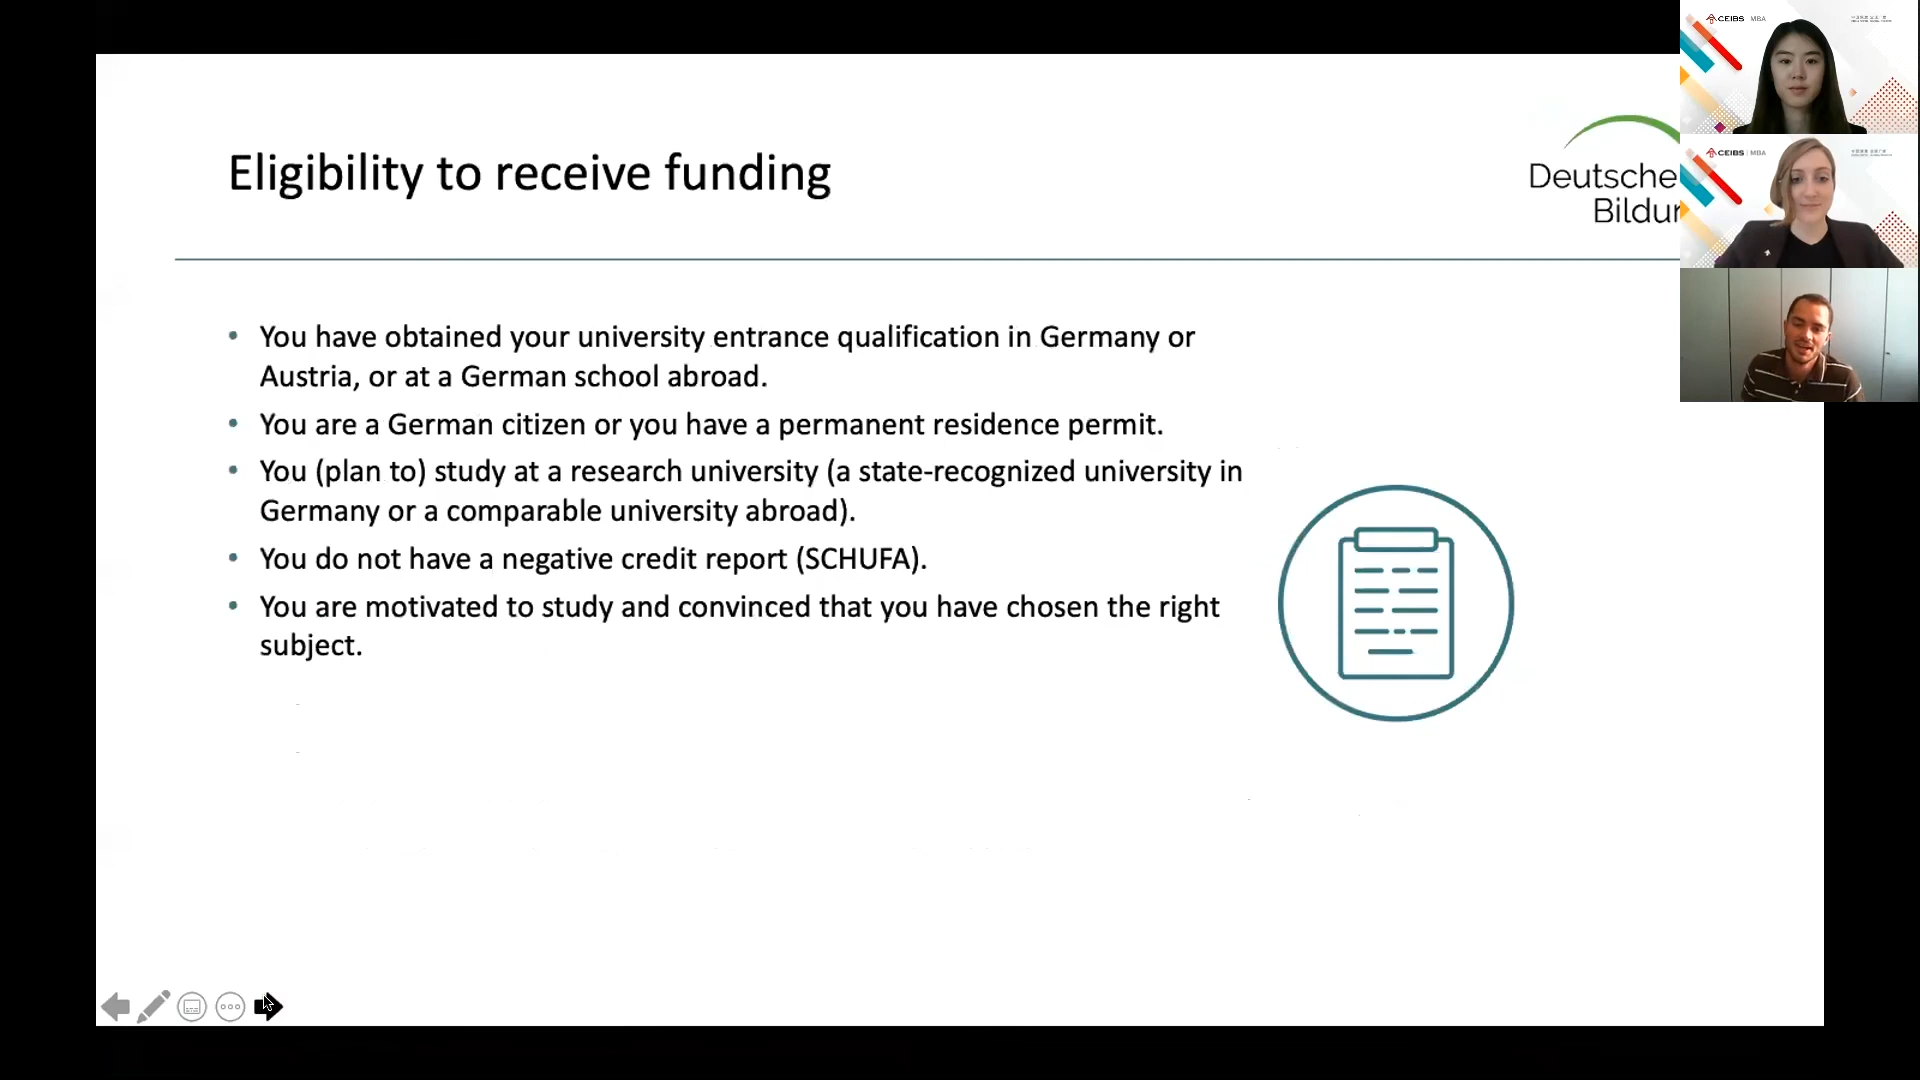 Eligibility to receive funding
Deutsche
Bildu
• You have obtained your university entrance qualification in Germany or
Austria, or at a German school abroad.
• You are a German citizen or you have a permanent residence permit.
• You (plan to) study at a research university (a state-recognized university in
Germany or a comparable university abroad).
• You do not have a negative credit report (SCHUFA).
• You are motivated to study and convinced that you have chosen the right
subject.
CEIBS | MBA
CEIBS | MBA